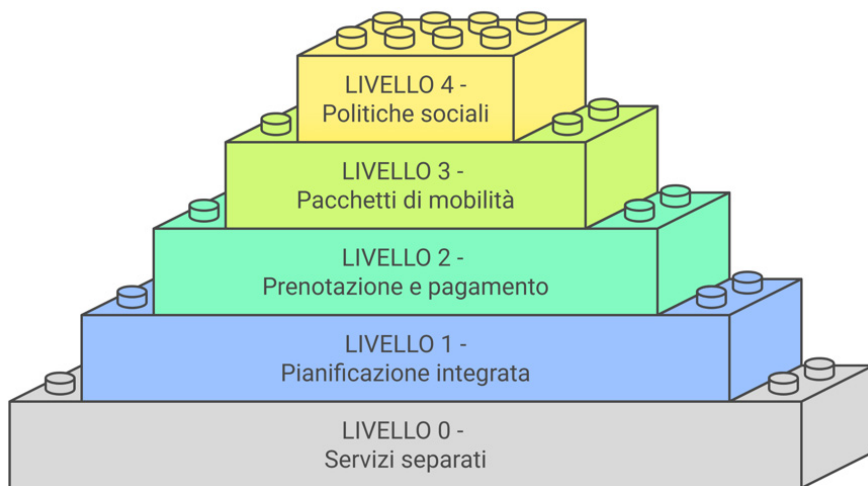 LIVELLO 4 -
Politiche sociali
LIVELLO 3 -
Pacchetti di mobilità
LIVELLO 2 -
Prenotazione e pagamento
LIVELLO 1 -
Pianificazione integrata
LIVELLO 0 -
Servizi separati